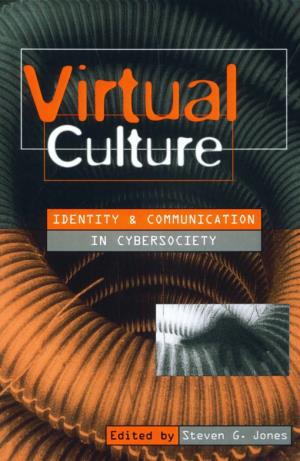 Virtual
Culture
IDENTITY & COMMUNICATION
IN CYBERSOCIETY
Edited by Steven G. Jones